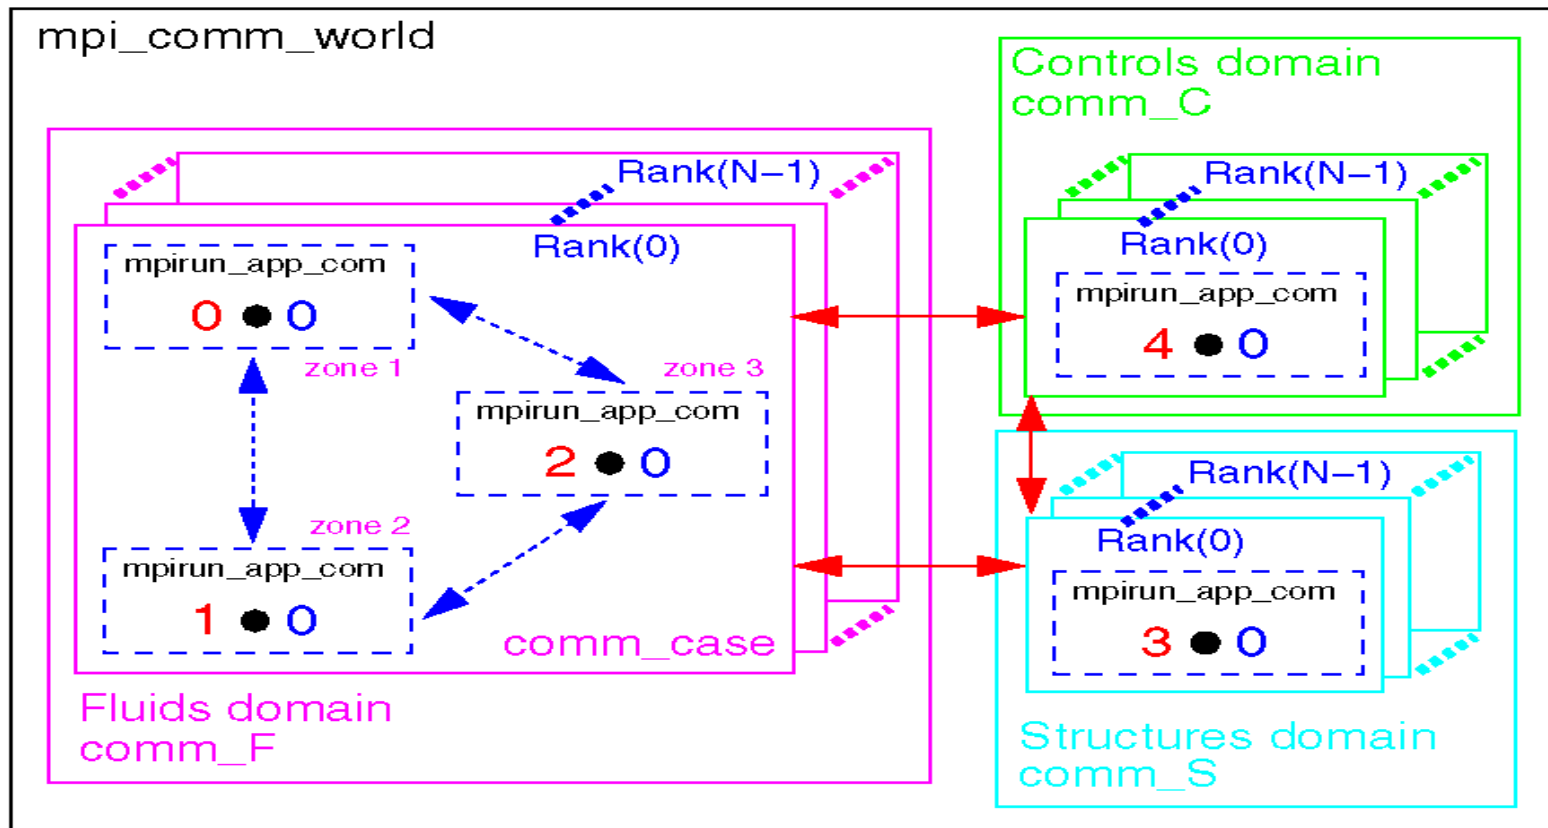 mpi_comm_world
Rank(N-1)
Rank(0)
mpirun_app_com
0 ● 0
zone 1
zone 3
mpirun_app_com
2 ● 0
zone 2
mpirun_app_com
1 ● 0
comm_case
Fluids domain
comm_F
Controls domain
comm_C
Rank(N-1)
Rank(0)
mpirun_app_com
4 ● 0
Rank(N-1)
Rank(0)
mpirun_app_com
3 ● 0
Structures domain
comm_S